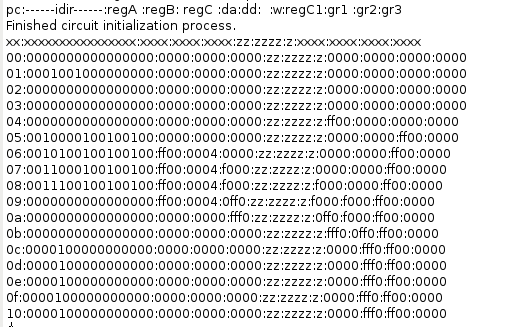 pc:------idir------:regA :regB: regC :da:dd:  :w:regC1:gr1  :gr2:gr3
Finished circuit initialization process.
xx:xxxxxxxxxxxxxxxx:xxxx:xxxx:xxxx:zz:zzzz:z:xxxx:xxxx:xxxx:xxxx
00:0000000000000000:0000:0000:0000:zz:zzzz:z:0000:0000:0000:0000
01:0001001000000000:0000:0000:0000:zz:zzzz:z:0000:0000:0000:0000
02:0000000000000000:0000:0000:0000:zz:zzzz:z:0000:0000:0000:0000
03:0000000000000000:0000:0000:0000:zz:zzzz:z:0000:0000:0000:0000
04:0000000000000000:0000:0000:0000:zz:zzzz:z:ff00:0000:0000:0000
05:0010000100100100:0000:0000:0000:zz:zzzz:z:0000:0000:ff00:0000
06:0010100100100100:ff00:0004:0000:zz:zzzz:z:0000:0000:ff00:0000
07:0011000100100100:ff00:0004:f000:zz:zzzz:z:0000:0000:ff00:0000
08:0011100100100100:ff00:0004:f000:zz:zzzz:z:f000:0000:ff00:0000
09:0000000000000000:ff00:0004:0ff0:zz:zzzz:z:f000:f000:ff00:0000
0a:0000000000000000:0000:0000:fff0:zz:zzzz:z:0ff0:f000:ff00:0000
0b:0000000000000000:0000:0000:0000:zz:zzzz:z:fff0:0ff0:ff00:0000
0c:0000100000000000:0000:0000:0000:zz:zzzz:z:0000:fff0:ff00:0000
0d:0000100000000000:0000:0000:0000:zz:zzzz:z:0000:fff0:ff00:0000
0e:0000100000000000:0000:0000:0000:zz:zzzz:z:0000:fff0:ff00:0000
0f:0000100000000000:0000:0000:0000:zz:zzzz:z:0000:fff0:ff00:0000
10:0000100000000000:0000:0000:0000:zz:zzzz:z:0000:fff0:ff00:0000